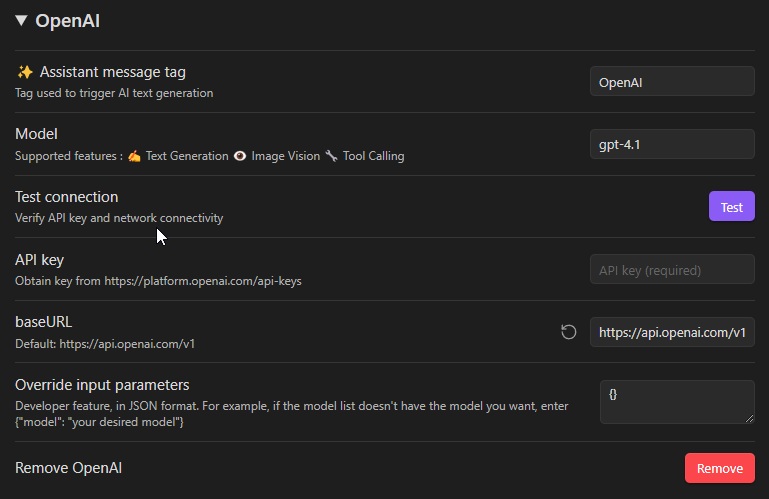 ▼ OpenAI
✨ Assistant message tag
OpenAI
Tag used to trigger AI text generation
Model
gpt-4.1
Supported features : ✍️ Text Generation 👁️ Image Vision 🔧 Tool Calling
Test connection
Test
Verify API key and network connectivity
API key
API key (required)
Obtain key from https://platform.openai.com/api-keys
baseURL
https://api.openai.com/v1
Default: https://api.openai.com/v1
Override input parameters
{}
Developer feature, in JSON format. For example, if the model list doesn't have the model you want, enter
{"model": "your desired model"}
Remove OpenAI
Remove